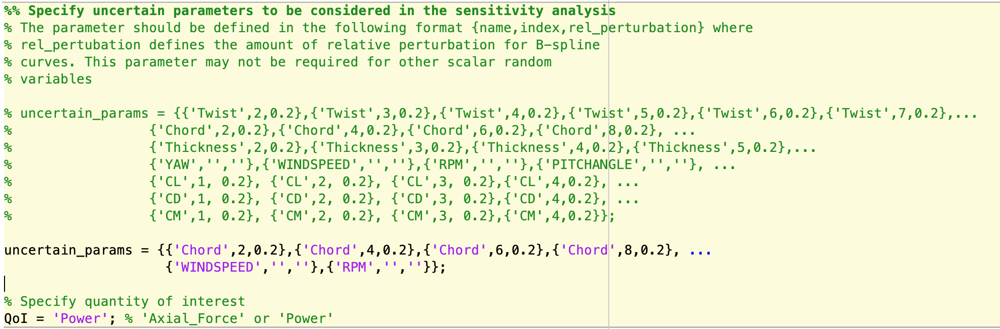 %% Specify uncertain parameters to be considered in the sensitivity analysis
% The parameter should be defined in the following format {name,index,rel_perturbation} where
% rel_pertubation defines the amount of relative perturbation for B-spline
% curves. This parameter may not be required for other scalar random
% variables
% uncertain_params = {{'Twist',2,0.2},{'Twist',3,0.2},{'Twist',4,0.2},{'Twist',5,0.2},{'Twist',6,0.2},{'Twist',7,0.2},...
%                 {'Chord',2,0.2},{'Chord',4,0.2},{'Chord',6,0.2},{'Chord',8,0.2}, ...
%                 {'Thickness',2,0.2},{'Thickness',3,0.2},{'Thickness',4,0.2},{'Thickness',5,0.2},...
%                 {'YAW','',''},{'WINDSPEED','',''},{'RPM','',''},{'PITCHANGLE','',''}, ...
%                 {'CL',1, 0.2}, {'CL',2, 0.2}, {'CL',3, 0.2},{'CL',4,0.2}, ...
%                 {'CD',1, 0.2}, {'CD',2, 0.2}, {'CD',3, 0.2},{'CD',4,0.2}, ...
%                 {'CM',1, 0.2}, {'CM',2, 0.2}, {'CM',3, 0.2},{'CM',4,0.2}};
uncertain_params = {{'Chord',2,0.2},{'Chord',4,0.2},{'Chord',6,0.2},{'Chord',8,0.2}, ...
                    {'WINDSPEED','',''},{'RPM','',''}};
% Specify quantity of interest
QoI = 'Power'; % 'Axial_Force' or 'Power'